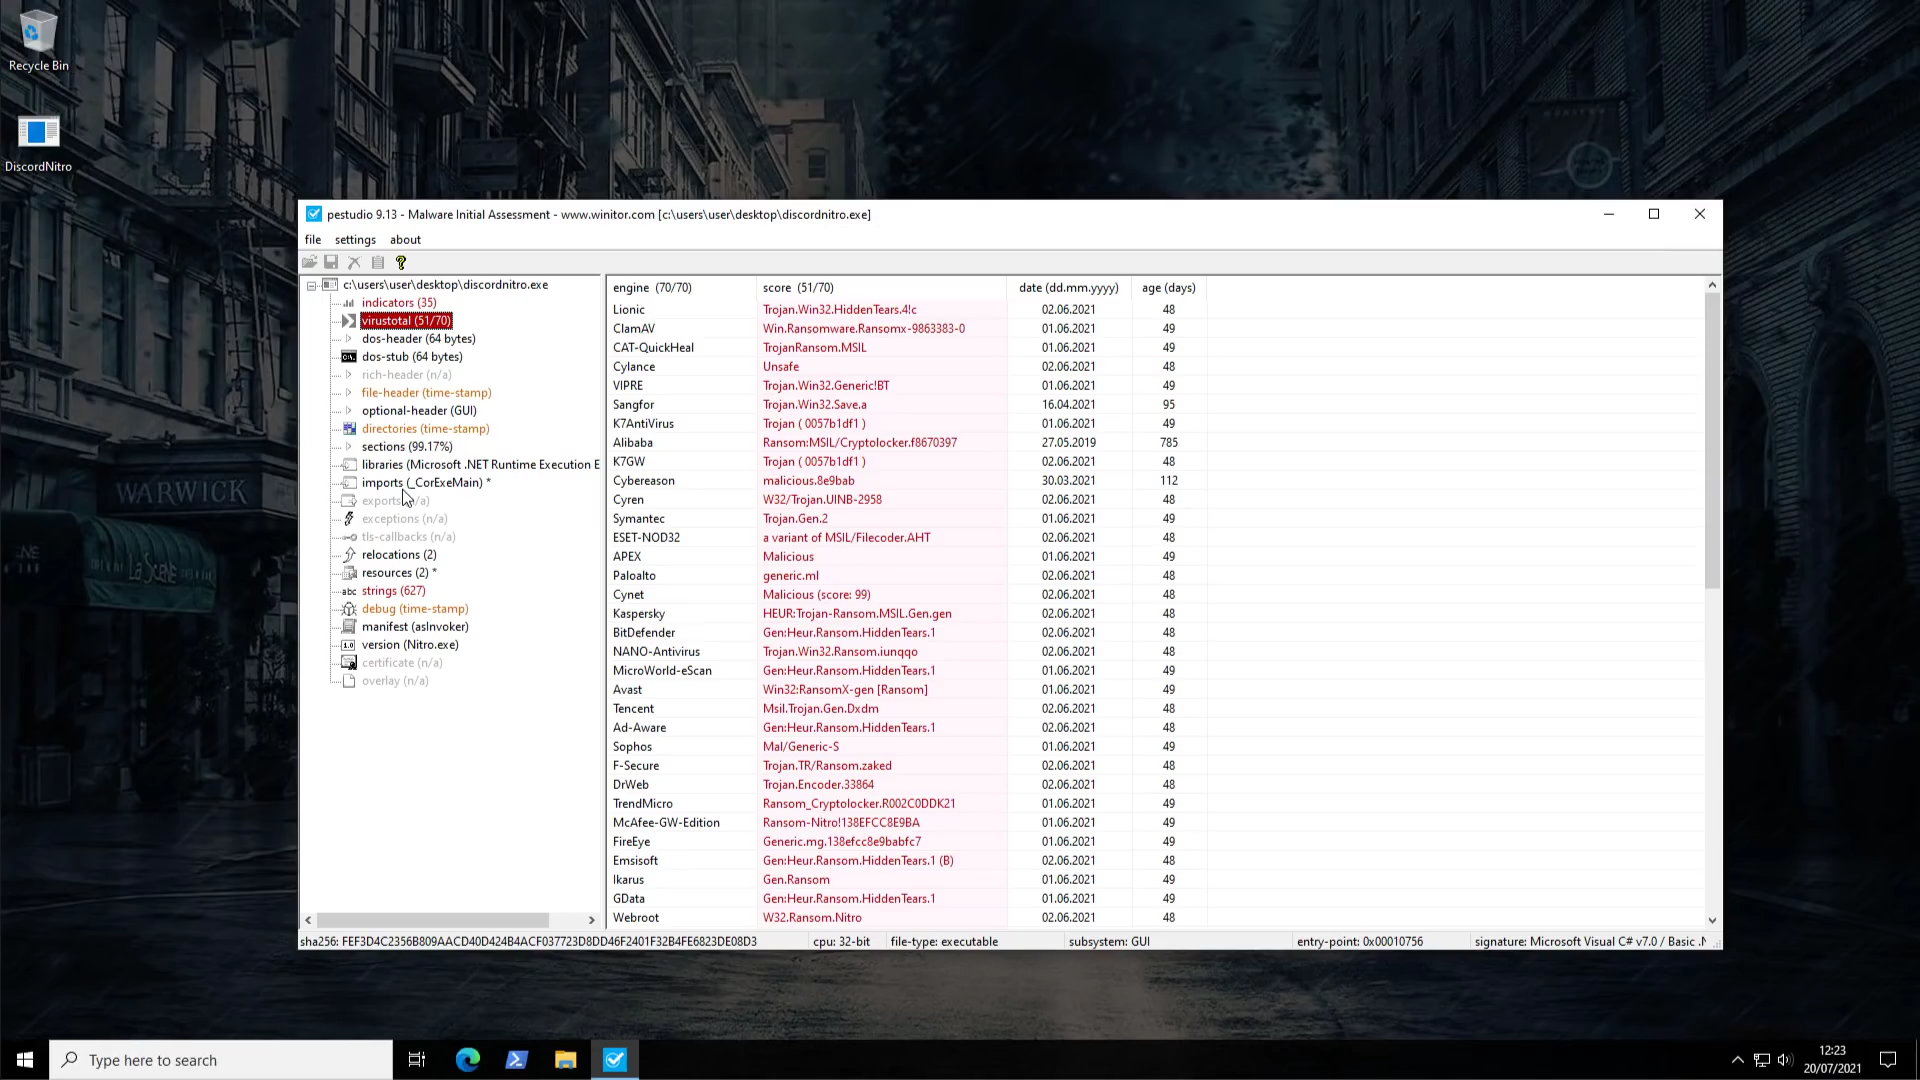 Recycle Bin
DiscordNitro
WARWICK
La Scene
pestudio 9.13 - Malware Initial Assessment - www.winitor.com [c:\users\user\desktop\discordnitro.exe]
file settings about
c:\users\user\desktop\discordnitro.exe
indicators (35)
virustotal (51/70)
dos-header (64 bytes)
dos-stub (64 bytes)
rich-header (n/a)
file-header (time-stamp)
optional-header (GUI)
directories (time-stamp)
sections (99.17%)
libraries (Microsoft .NET Runtime Execution E
imports (_CorExeMain) *
exports (n/a)
exceptions (n/a)
tls-callbacks (n/a)
relocations (2)
resources (2) *
abc strings (627)
debug (time-stamp)
manifest (asInvoker)
1.0 version (Nitro.exe)
certificate (n/a)
overlay (n/a)
engine (70/70) score (51/70) date (dd.mm.yyyy) age (days)
Lionic Trojan.Win32.HiddenTears.4!c 02.06.2021 48
ClamAV Win.Ransomware.Ransomx-9863383-0 01.06.2021 49
CAT-QuickHeal TrojanRansom.MSIL 01.06.2021 49
Cylance Unsafe 02.06.2021 48
VIPRE Trojan.Win32.Generic!BT 01.06.2021 49
Sangfor Trojan.Win32.Save.a 16.04.2021 95
K7AntiVirus Trojan ( 0057b1df1 ) 01.06.2021 49
Alibaba Ransom:MSIL/Cryptolocker.f8670397 27.05.2019 785
K7GW Trojan ( 0057b1df1 ) 02.06.2021 48
Cybereason malicious.8e9bab 30.03.2021 112
Cyren W32/Trojan.UINB-2958 02.06.2021 48
Symantec Trojan.Gen.2 01.06.2021 49
ESET-NOD32 a variant of MSIL/Filecoder.AHT 02.06.2021 48
APEX Malicious 01.06.2021 49
Paloalto generic.ml 02.06.2021 48
Cynet Malicious (score: 99) 02.06.2021 48
Kaspersky HEUR:Trojan-Ransom.MSIL.Gen.gen 02.06.2021 48
BitDefender Gen:Heur.Ransom.HiddenTears.1 02.06.2021 48
NANO-Antivirus Trojan.Win32.Ransom.iunqqo 02.06.2021 48
MicroWorld-eScan Gen:Heur.Ransom.HiddenTears.1 01.06.2021 49
Avast Win32:RansomX-gen [Ransom] 01.06.2021 49
Tencent Msil.Trojan.Gen.Dxdm 02.06.2021 48
Ad-Aware Gen:Heur.Ransom.HiddenTears.1 02.06.2021 48
Sophos Mal/Generic-S 01.06.2021 49
F-Secure Trojan.TR/Ransom.zaked 02.06.2021 48
DrWeb Trojan.Encoder.33864 02.06.2021 48
TrendMicro Ransom_Cryptolocker.R002C0DDK21 01.06.2021 49
McAfee-GW-Edition Ransom-Nitro!138EFCC8E9BA 01.06.2021 49
FireEye Generic.mg.138efcc8e9babfc7 01.06.2021 49
Emsisoft Gen:Heur.Ransom.HiddenTears.1 (B) 02.06.2021 48
Ikarus Gen.Ransom 01.06.2021 49
GData Gen:Heur.Ransom.HiddenTears.1 01.06.2021 49
Webroot W32.Ransom.Nitro 02.06.2021 48
sha256: FEF3D4C2356B809AACD40D424B4ACF037723D8DD46F2401F32B4FE6823DE08D3 cpu: 32-bit file-type: executable subsystem: GUI entry-point: 0x00010756 signature: Microsoft Visual C# v7.0 / Basic .N
Type here to search
12:23
20/07/2021